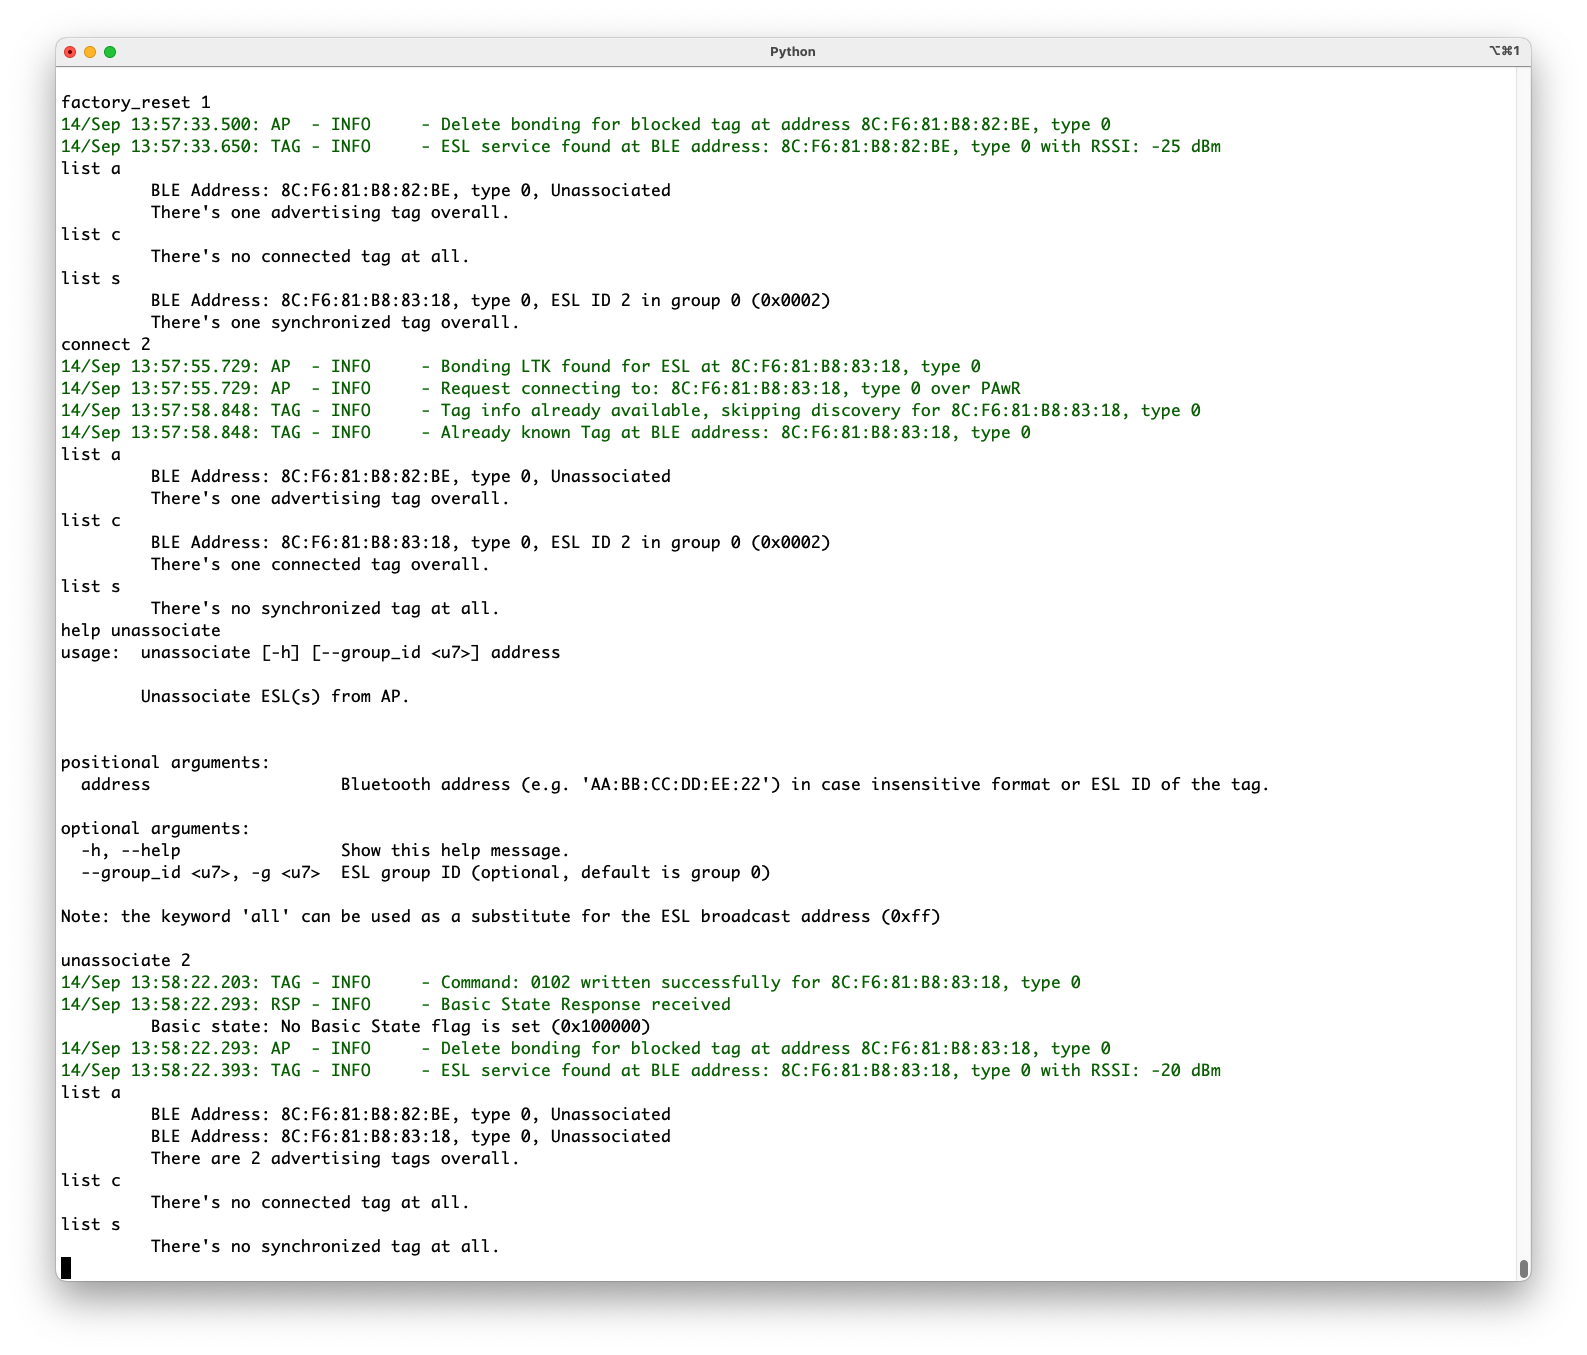 Python
⌥⌘1
factory_reset 1
14/Sep 13:57:33.500: AP  - INFO     - Delete bonding for blocked tag at address 8C:F6:81:B8:82:BE, type 0
14/Sep 13:57:33.650: TAG - INFO     - ESL service found at BLE address: 8C:F6:81:B8:82:BE, type 0 with RSSI: -25 dBm
list a
         BLE Address: 8C:F6:81:B8:82:BE, type 0, Unassociated
         There's one advertising tag overall.
list c
         There's no connected tag at all.
list s
         BLE Address: 8C:F6:81:B8:83:18, type 0, ESL ID 2 in group 0 (0x0002)
         There's one synchronized tag overall.
connect 2
14/Sep 13:57:55.729: AP  - INFO     - Bonding LTK found for ESL at 8C:F6:81:B8:83:18, type 0
14/Sep 13:57:55.729: AP  - INFO     - Request connecting to: 8C:F6:81:B8:83:18, type 0 over PAwR
14/Sep 13:57:58.848: TAG - INFO     - Tag info already available, skipping discovery for 8C:F6:81:B8:83:18, type 0
14/Sep 13:57:58.848: TAG - INFO     - Already known Tag at BLE address: 8C:F6:81:B8:83:18, type 0
list a
         BLE Address: 8C:F6:81:B8:82:BE, type 0, Unassociated
         There's one advertising tag overall.
list c
         BLE Address: 8C:F6:81:B8:83:18, type 0, ESL ID 2 in group 0 (0x0002)
         There's one connected tag overall.
list s
         There's no synchronized tag at all.
help unassociate
usage:  unassociate [-h] [--group_id <u7>] address
        Unassociate ESL(s) from AP.
positional arguments:
  address                   Bluetooth address (e.g. 'AA:BB:CC:DD:EE:22') in case insensitive format or ESL ID of the tag.
optional arguments:
  -h, --help                Show this help message.
  --group_id <u7>, -g <u7>  ESL group ID (optional, default is group 0)
Note: the keyword 'all' can be used as a substitute for the ESL broadcast address (0xff)
unassociate 2
14/Sep 13:58:22.203: TAG - INFO     - Command: 0102 written successfully for 8C:F6:81:B8:83:18, type 0
14/Sep 13:58:22.293: RSP - INFO     - Basic State Response received
         Basic state: No Basic State flag is set (0x100000)
14/Sep 13:58:22.293: AP  - INFO     - Delete bonding for blocked tag at address 8C:F6:81:B8:83:18, type 0
14/Sep 13:58:22.393: TAG - INFO     - ESL service found at BLE address: 8C:F6:81:B8:83:18, type 0 with RSSI: -20 dBm
list a
         BLE Address: 8C:F6:81:B8:82:BE, type 0, Unassociated
         BLE Address: 8C:F6:81:B8:83:18, type 0, Unassociated
         There are 2 advertising tags overall.
list c
         There's no connected tag at all.
list s
         There's no synchronized tag at all.